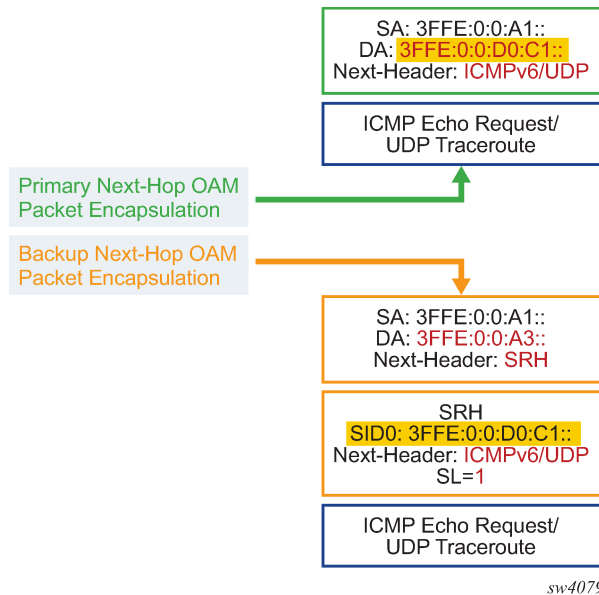 SA: 3FFE:0:0:A1::
DA: 3FFE:0:0:D0:C1::
Next-Header: ICMPv6/UDP
ICMP Echo Request/
UDP Traceroute
Primary Next-Hop OAM
Packet Encapsulation
Backup Next-Hop OAM
Packet Encapsulation
SA: 3FFE:0:0:A1::
DA: 3FFE:0:0:A3::
Next-Header: SRH
SRH
SID0: 3FFE:0:0:D0:C1::
Next-Header: ICMPv6/UDP
SL=1
ICMP Echo Request/
UDP Traceroute
sw4079